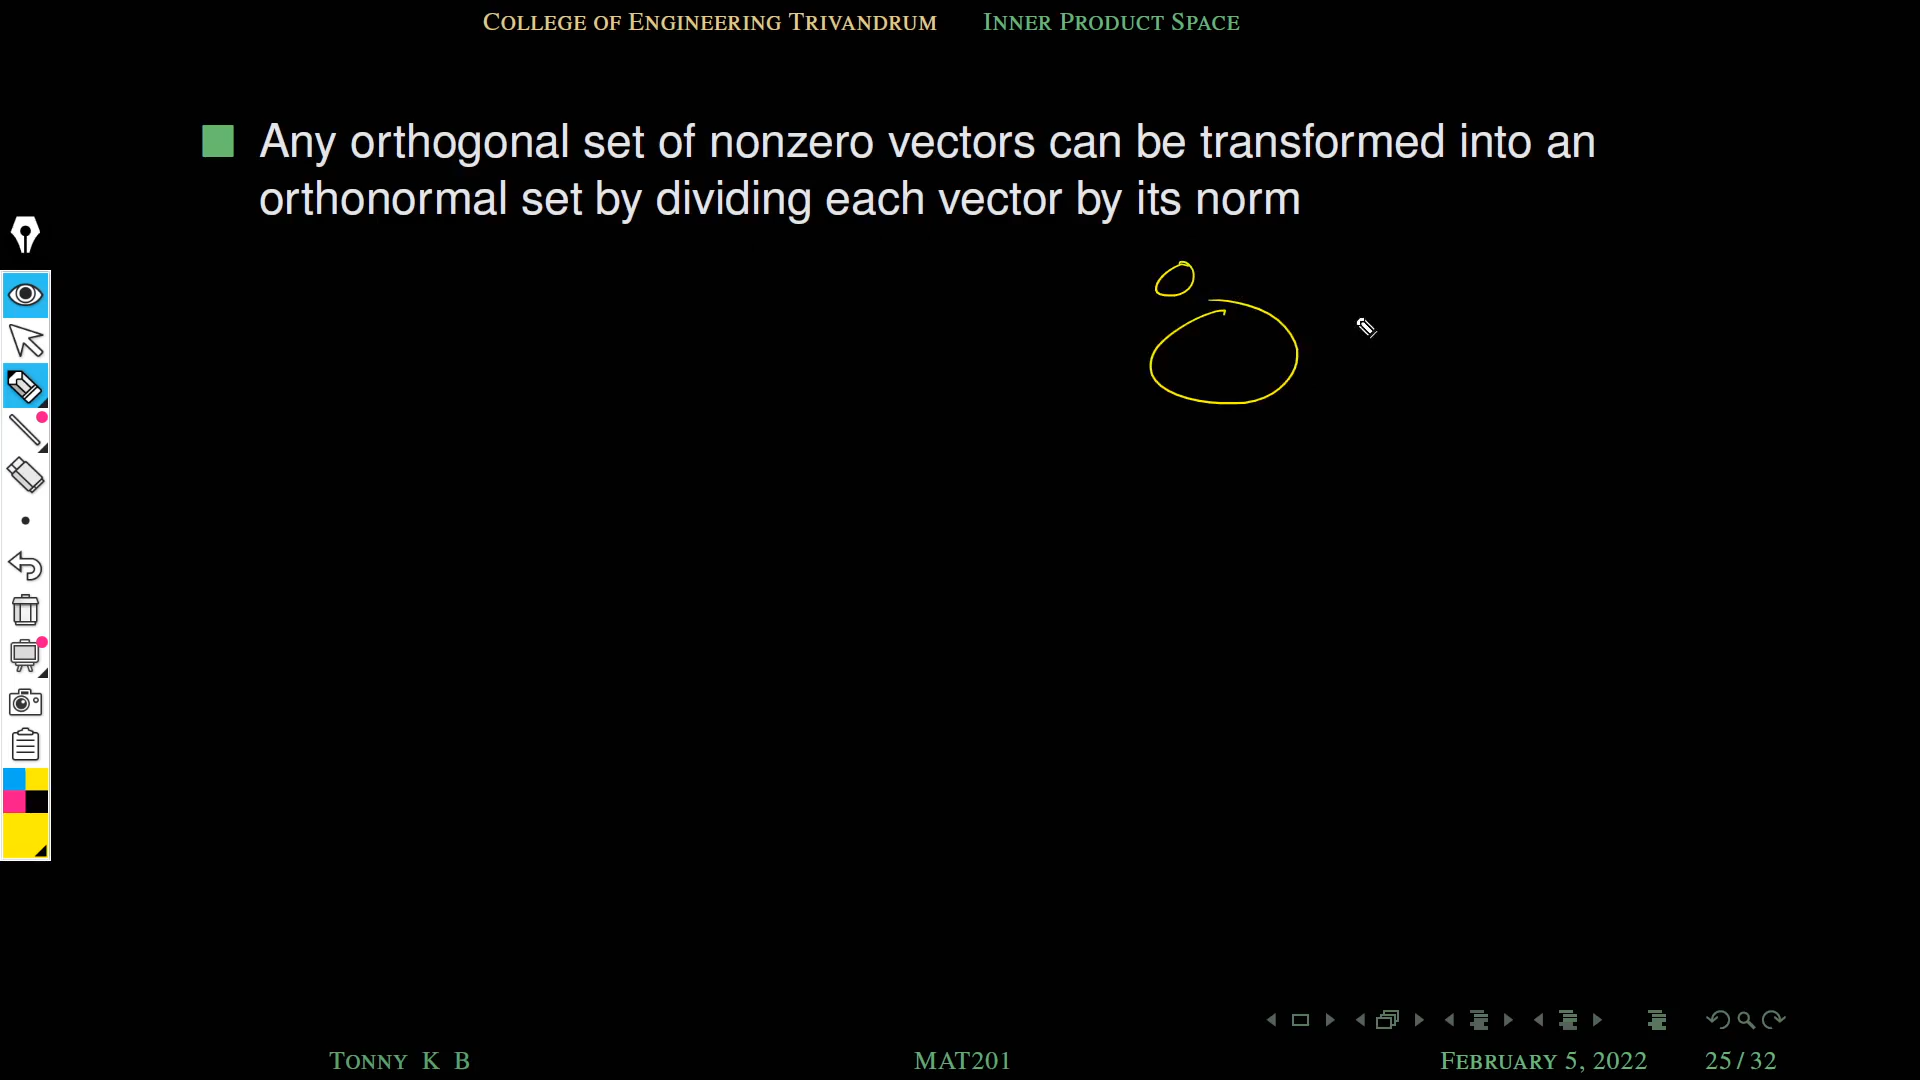 COLLEGE OF ENGINEERING TRIVANDRUM INNER PRODUCT SPACE
Any orthogonal set of nonzero vectors can be transformed into an
orthonormal set by dividing each vector by its norm
TONNY K B MAT201 FEBRUARY 5, 2022 25 / 32